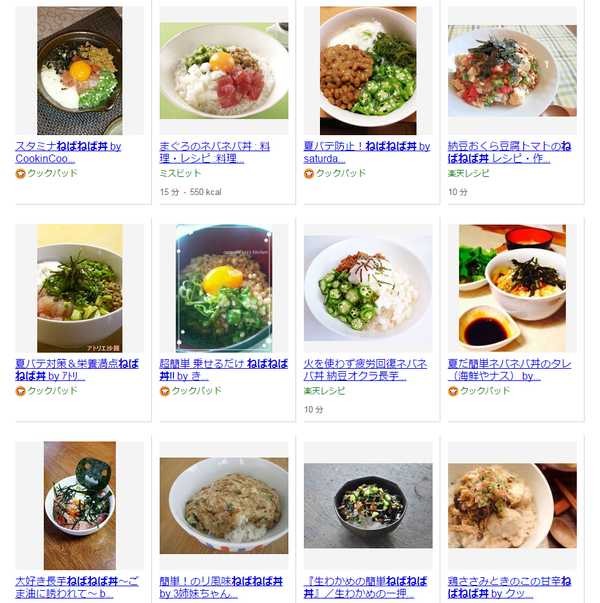 スタミナねばねば丼 by
CookinCoo...
クックパッド
まぐろのネバネバ丼 : 料
理・レシピ :料理...
ミスビット
15 分 - 550 kcal
夏バテ防止！ねばねば丼 by
saturda...
クックパッド
納豆おくら豆腐トマトのね
ばねば丼 レシピ・作...
楽天レシピ
10 分
夏バテ対策＆栄養満点ねば
ねば丼 by ｱﾄﾘ...
クックパッド
アトリエ沙羅
超簡単 乗せるだけ ねばねば
丼!! by き...
クックパッド
火を使わず疲労回復ネバネ
バ丼 納豆オクラ長芋...
楽天レシピ
10 分
夏だ簡単ネバネバ丼のタレ
（海鮮やナス） by...
クックパッド
大好き長芋ねばねば丼～ご
ま油に誘われて～ b...
簡単！のり風味ねばねば丼
by 3姉妹ちゃん...
『生わかめの簡単ねばねば
丼』／生わかめの一押...
鶏ささみときのこの甘辛ね
ばねば丼 by クッ...